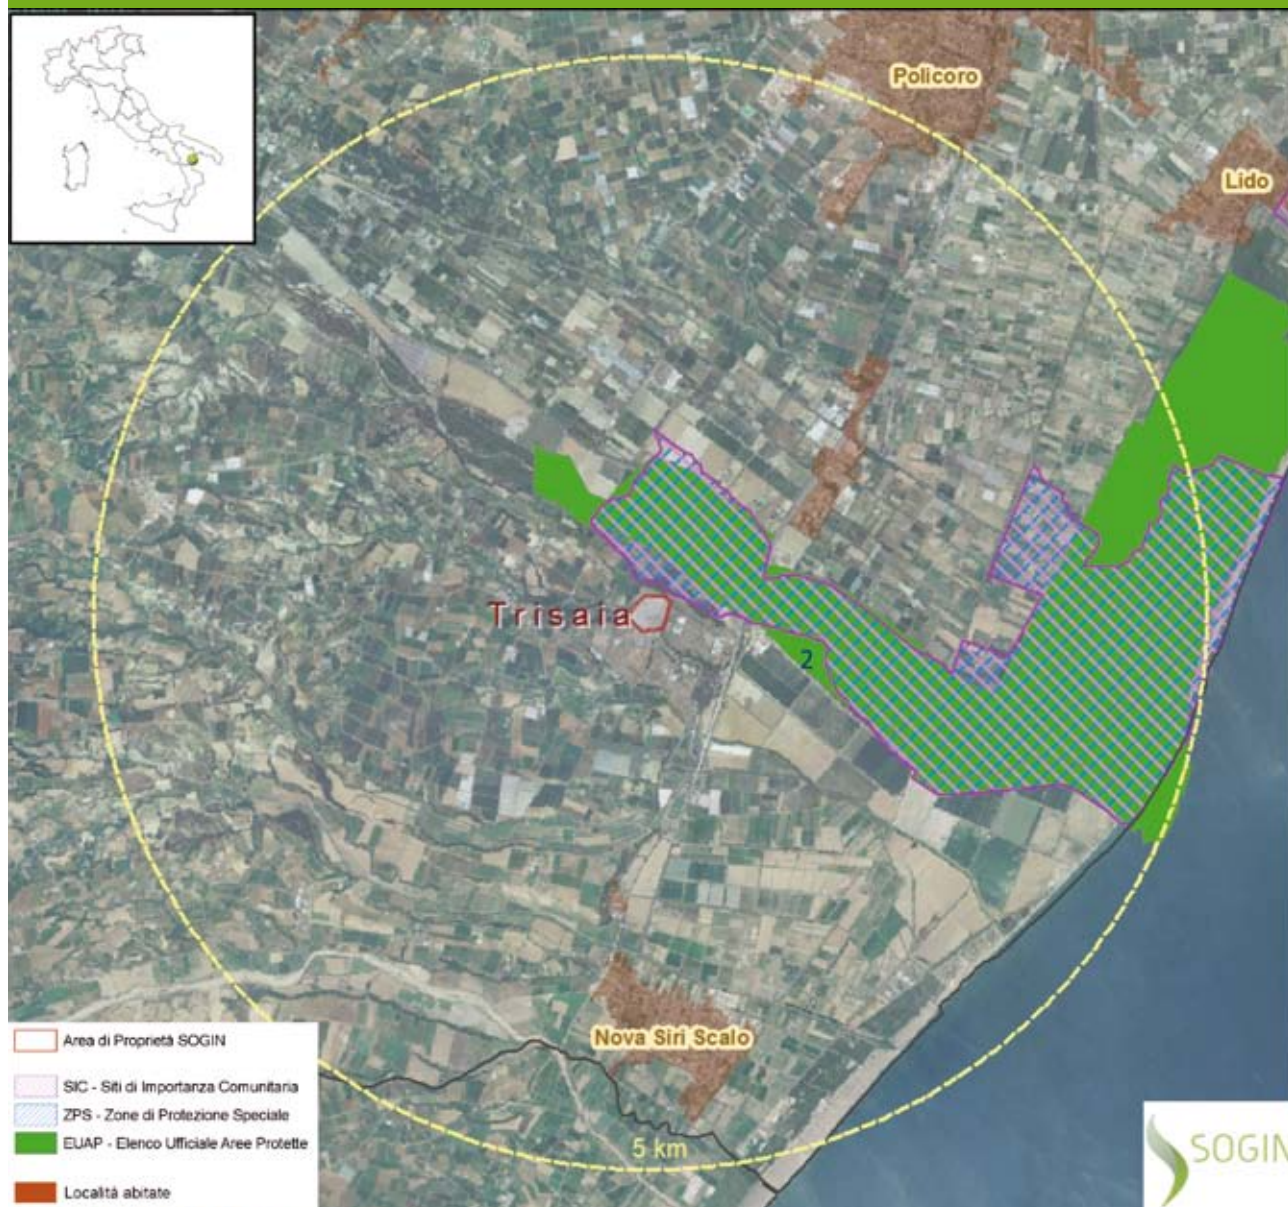 Policoro
Lido
Trisaia
2
Nova Siri Scalo
5 km
Area di Proprietà SOGIN
SIC - Siti di Importanza Comunitaria
ZPS - Zone di Protezione Speciale
EUAP - Elenco Ufficiale Aree Protette
Località abitate
SOGIN